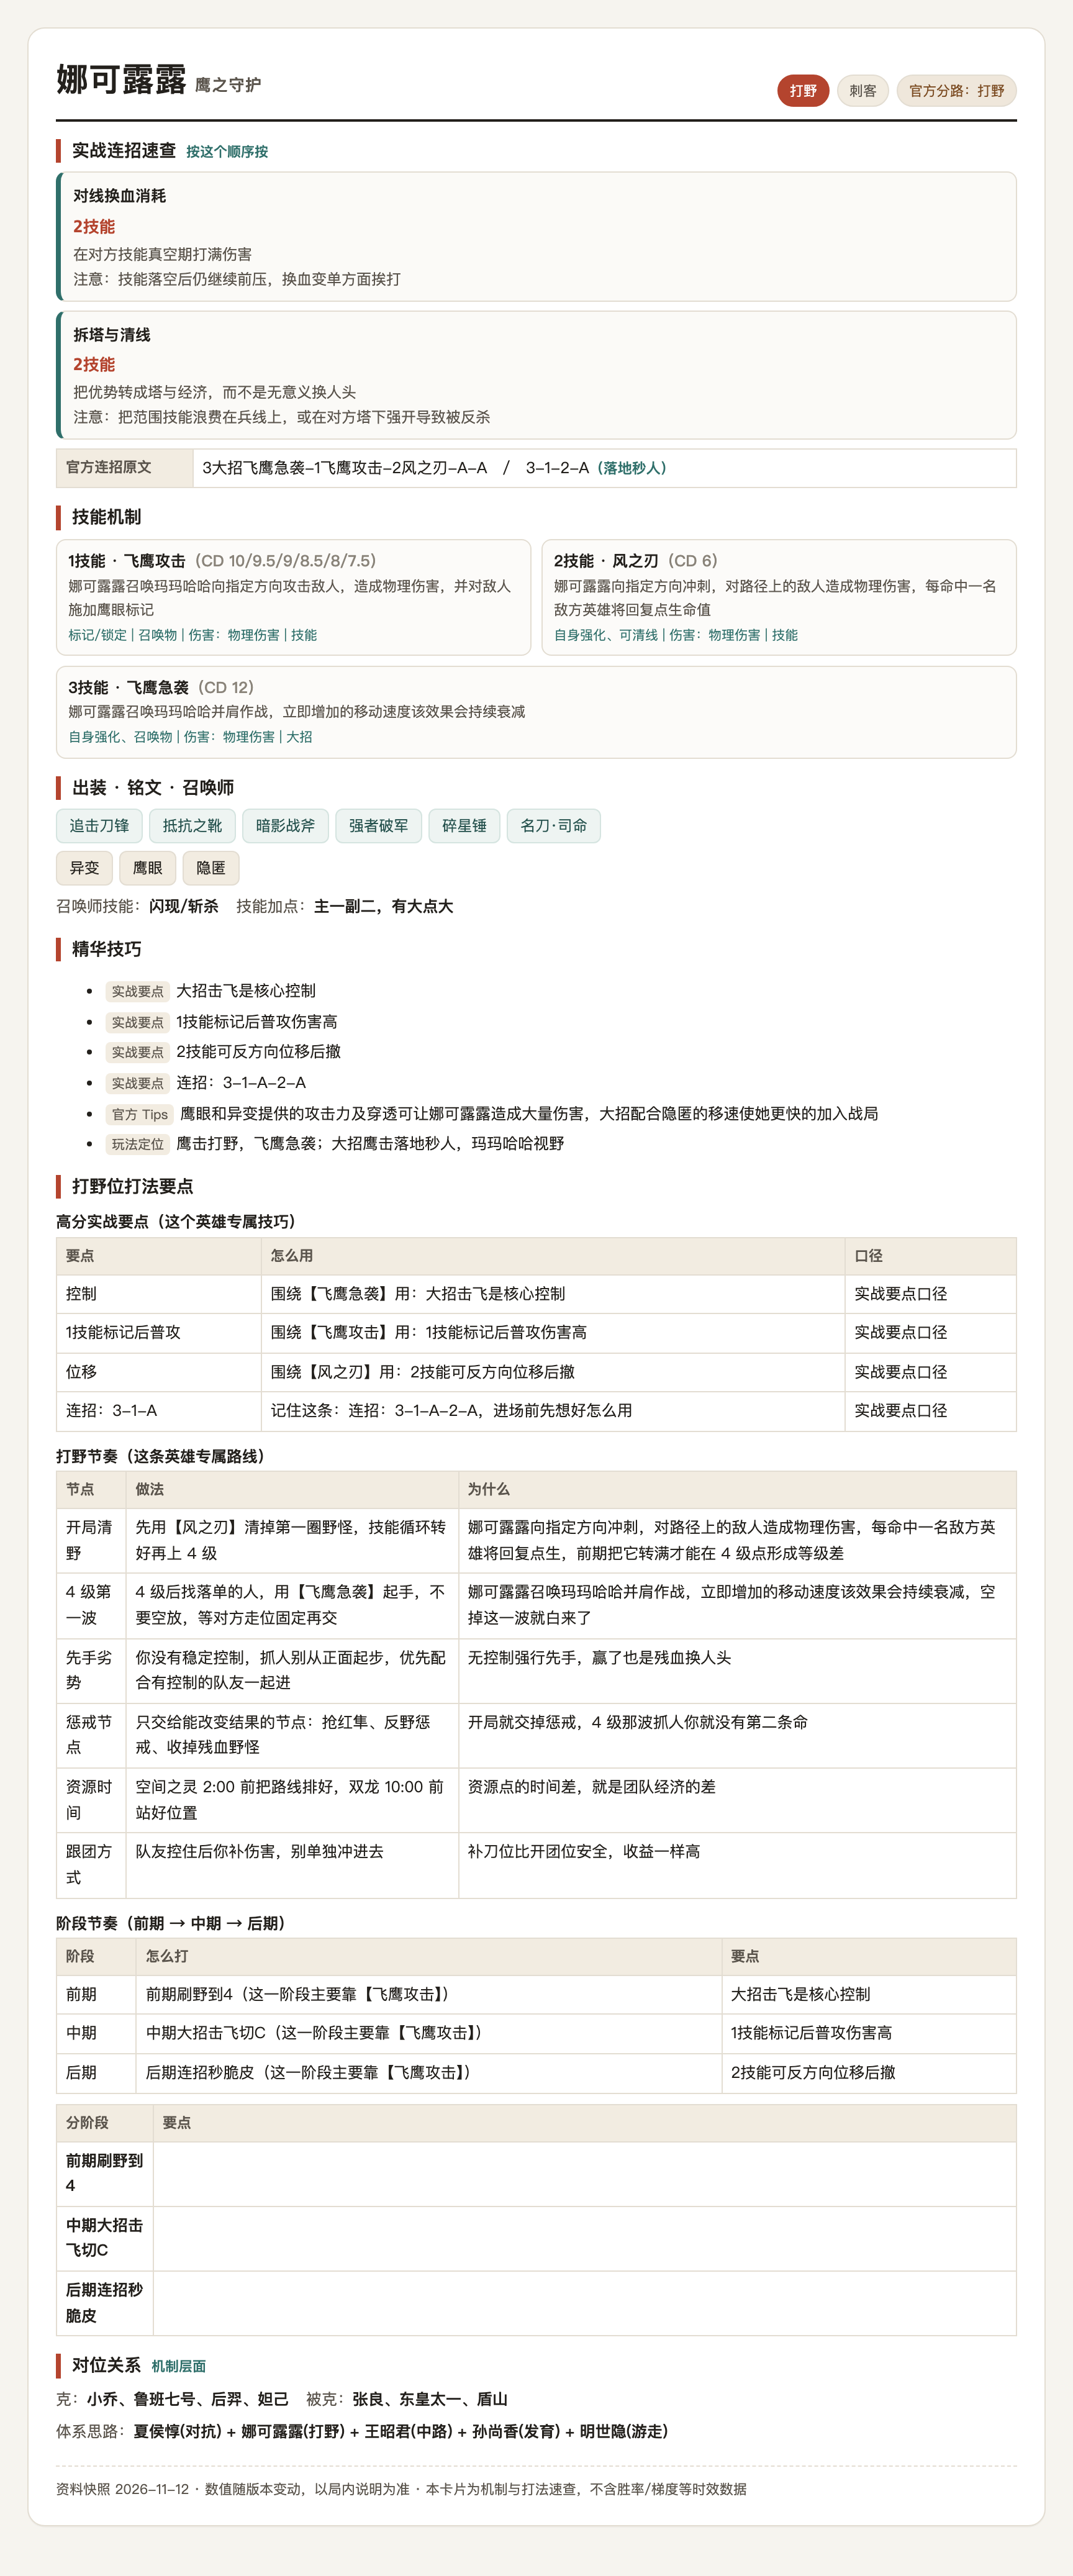 娜可露露 鹰之守护
打野 刺客 官方分路：打野
实战连招速查 按这个顺序按
对线换血消耗
2技能
在对方技能真空期打满伤害
注意：技能落空后仍继续前压，换血变单方面挨打
拆塔与清线
2技能
把优势转成塔与经济，而不是无意义换人头
注意：把范围技能浪费在兵线上，或在对方塔下强开导致被反杀
官方连招原文 3大招飞鹰急袭–1飞鹰攻击–2风之刃–A–A / 3–1–2–A（落地秒人）
技能机制
1技能 · 飞鹰攻击（CD 10/9.5/9/8.5/8/7.5）
娜可露露召唤玛玛哈哈向指定方向攻击敌人，造成物理伤害，并对敌人
施加鹰眼标记
标记/锁定 | 召唤物 | 伤害：物理伤害 | 技能
2技能 · 风之刃（CD 6）
娜可露露向指定方向冲刺，对路径上的敌人造成物理伤害，每命中一名
敌方英雄将回复点生命值
自身强化、可清线 | 伤害：物理伤害 | 技能
3技能 · 飞鹰急袭（CD 12）
娜可露露召唤玛玛哈哈并肩作战，立即增加的移动速度该效果会持续衰减
自身强化、召唤物 | 伤害：物理伤害 | 大招
出装 · 铭文 · 召唤师
追击刀锋 抵抗之靴 暗影战斧 强者破军 碎星锤 名刀·司命
异变 鹰眼 隐匿
召唤师技能：闪现/斩杀 技能加点：主一副二，有大点大
精华技巧
• 实战要点 大招击飞是核心控制
• 实战要点 1技能标记后普攻伤害高
• 实战要点 2技能可反方向位移后撤
• 实战要点 连招：3–1–A–2–A
• 官方 Tips 鹰眼和异变提供的攻击力及穿透可让娜可露露造成大量伤害，大招配合隐匿的移速使她更快的加入战局
• 玩法定位 鹰击打野，飞鹰急袭；大招鹰击落地秒人，玛玛哈哈视野
打野位打法要点
高分实战要点（这个英雄专属技巧）
要点 怎么用 口径
控制 围绕【飞鹰急袭】用：大招击飞是核心控制 实战要点口径
1技能标记后普攻 围绕【飞鹰攻击】用：1技能标记后普攻伤害高 实战要点口径
位移 围绕【风之刃】用：2技能可反方向位移后撤 实战要点口径
连招：3–1–A 记住这条：连招：3–1–A–2–A，进场前先想好怎么用 实战要点口径
打野节奏（这条英雄专属路线）
节点 做法 为什么
开局清
野
先用【风之刃】清掉第一圈野怪，技能循环转
好再上 4 级
娜可露露向指定方向冲刺，对路径上的敌人造成物理伤害，每命中一名敌方英
雄将回复点生，前期把它转满才能在 4 级点形成等级差
4 级第
一波
4 级后找落单的人，用【飞鹰急袭】起手，不
要空放，等对方走位固定再交
娜可露露召唤玛玛哈哈并肩作战，立即增加的移动速度该效果会持续衰减，空
掉这一波就白来了
先手劣
势
你没有稳定控制，抓人别从正面起步，优先配
合有控制的队友一起进
无控制强行先手，赢了也是残血换人头
惩戒节
点
只交给能改变结果的节点：抢红隼、反野惩
戒、收掉残血野怪
开局就交掉惩戒，4 级那波抓人你就没有第二条命
资源时
间
空间之灵 2:00 前把路线排好，双龙 10:00 前
站好位置
资源点的时间差，就是团队经济的差
跟团方
式
队友控住后你补伤害，别单独冲进去
补刀位比开团位安全，收益一样高
阶段节奏（前期 → 中期 → 后期）
阶段 怎么打 要点
前期 前期刷野到4（这一阶段主要靠【飞鹰攻击】） 大招击飞是核心控制
中期 中期大招击飞切C（这一阶段主要靠【飞鹰攻击】） 1技能标记后普攻伤害高
后期 后期连招秒脆皮（这一阶段主要靠【飞鹰攻击】） 2技能可反方向位移后撤
分阶段 要点
前期刷野到
4
中期大招击
飞切C
后期连招秒
脆皮
对位关系 机制层面
克：小乔、鲁班七号、后羿、妲己 被克：张良、东皇太一、盾山
体系思路：夏侯惇(对抗) + 娜可露露(打野) + 王昭君(中路) + 孙尚香(发育) + 明世隐(游走)
资料快照 2026–11–12 · 数值随版本变动，以局内说明为准 · 本卡片为机制与打法速查，不含胜率/梯度等时效数据